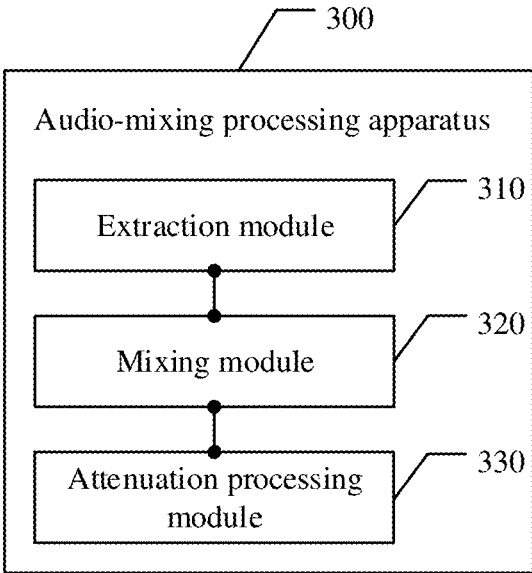 300
Audio-mixing processing apparatus
310
Extraction module
320
Mixing module
330
Attenuation processing
module